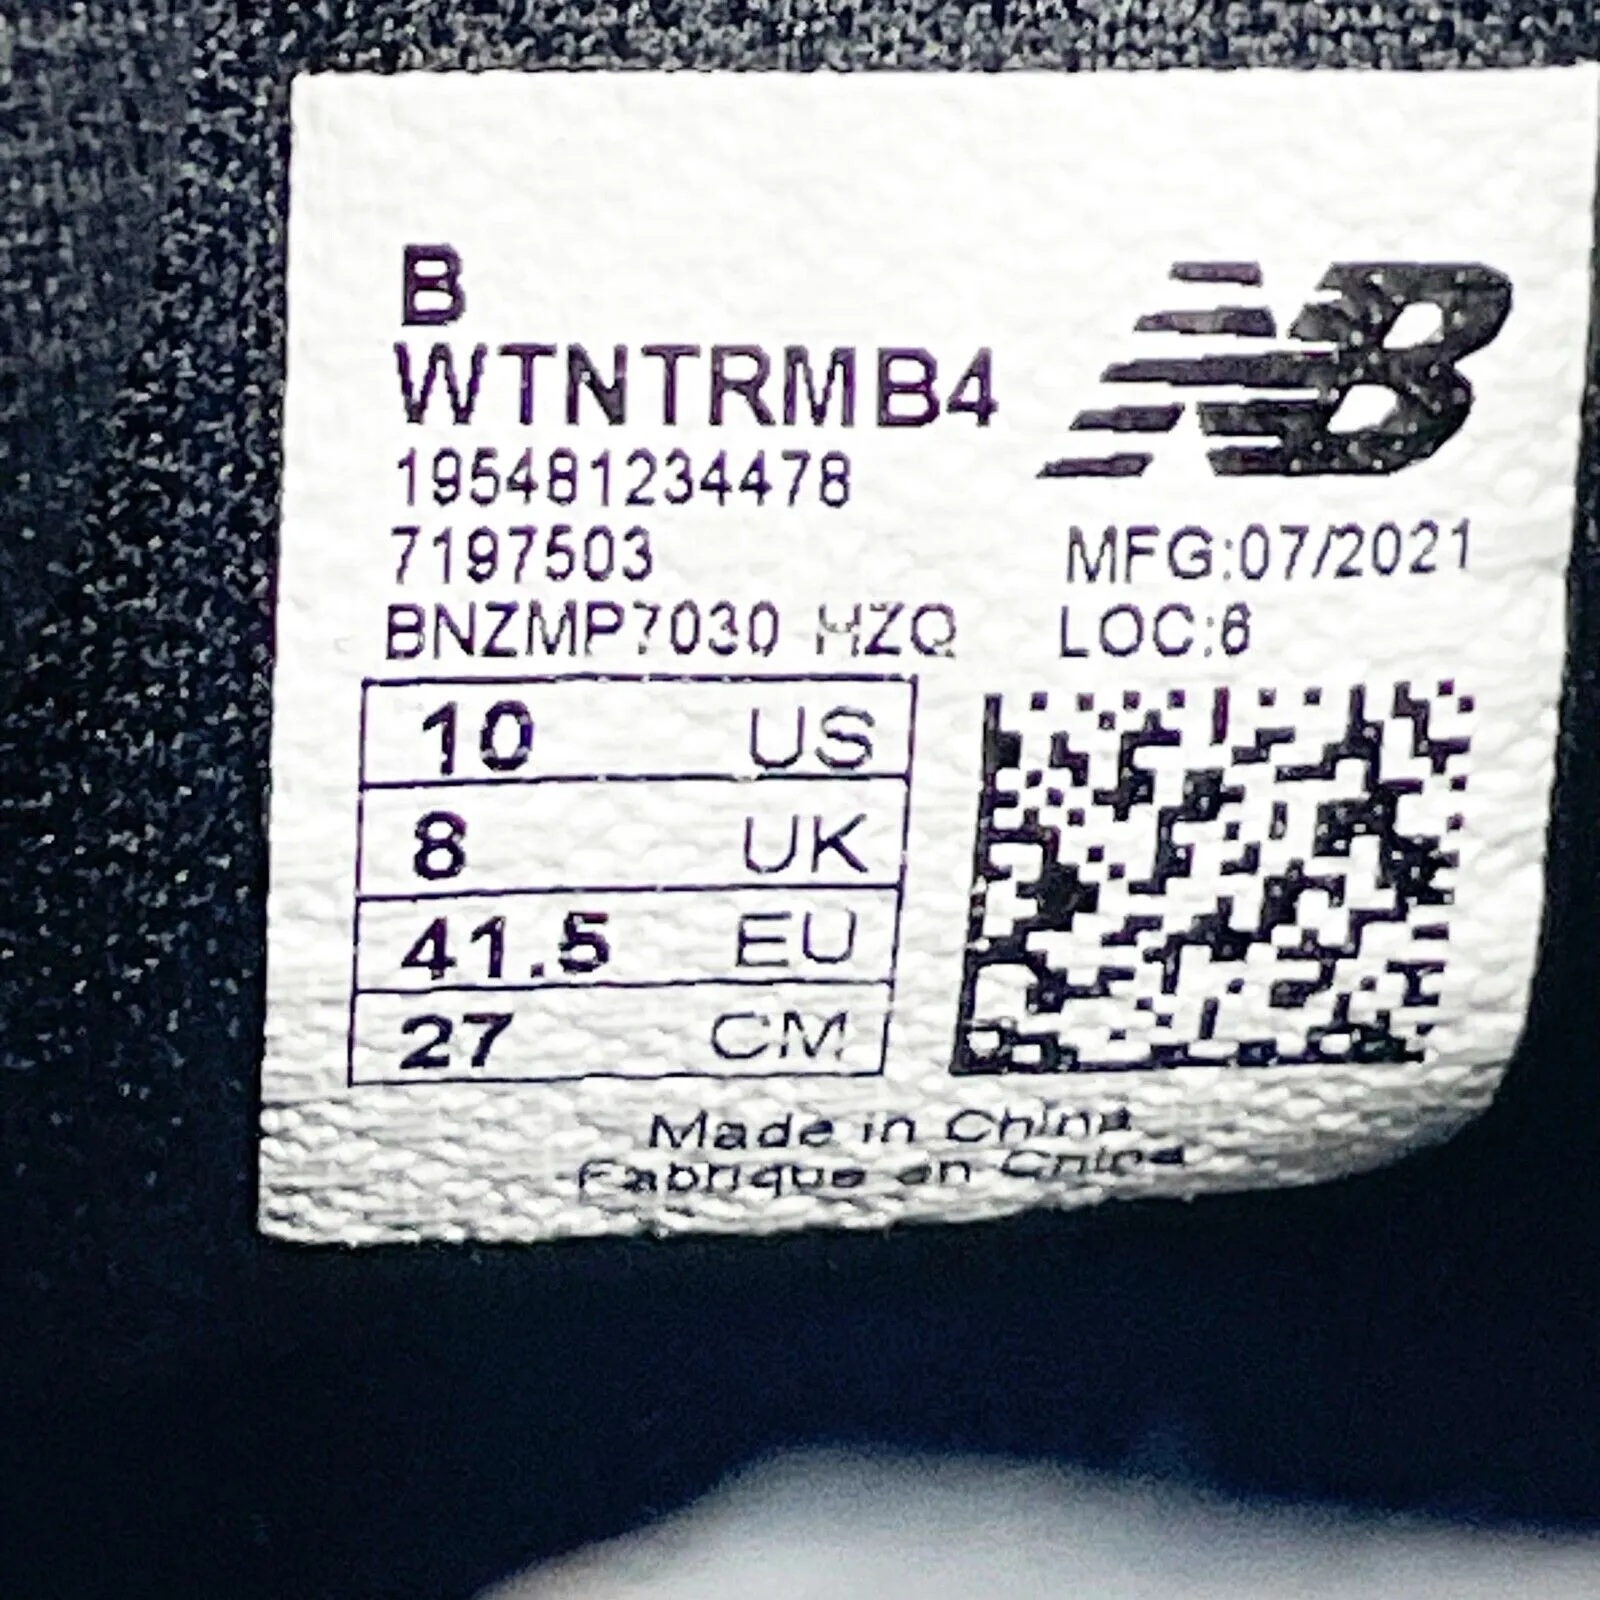 B
WTNTRMB4
NB
195481234478
7197503
MFG:07/2021
BNZMP7030 HZQ
LOC:6
10 US
8 UK
41.5 EU
27 CM
Made in China
Fabriqué en Chine